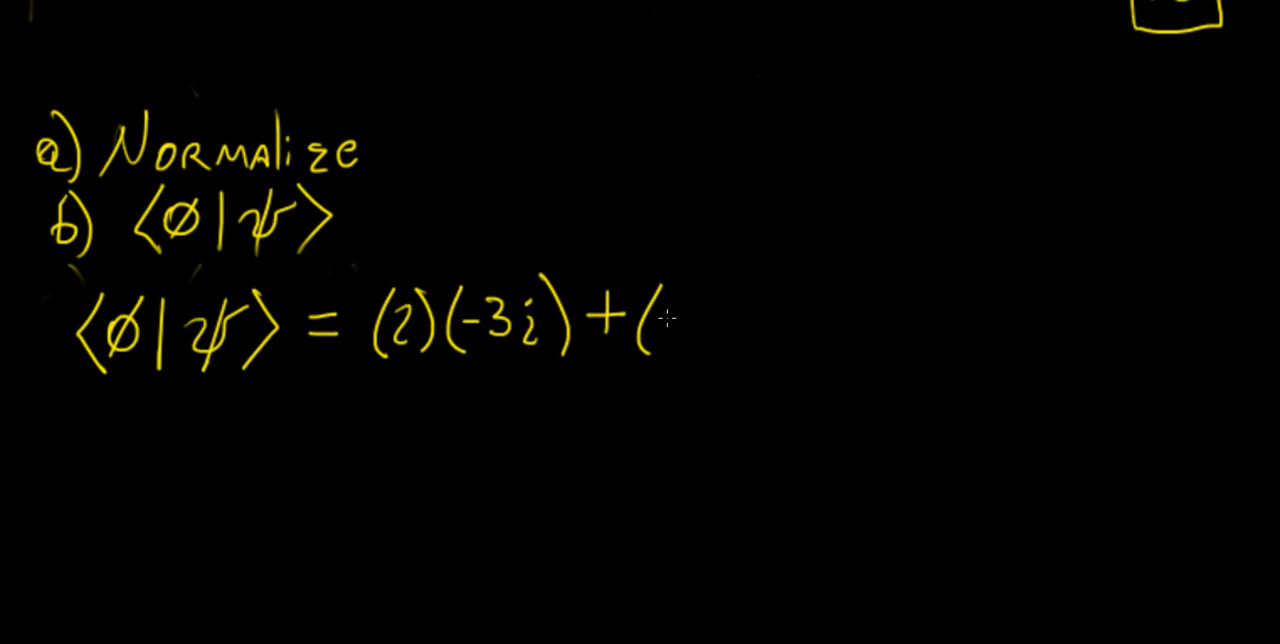 a) Normalize
b) ⟨ø|ψ⟩
⟨ø|ψ⟩ = (2)(-3i) + (-